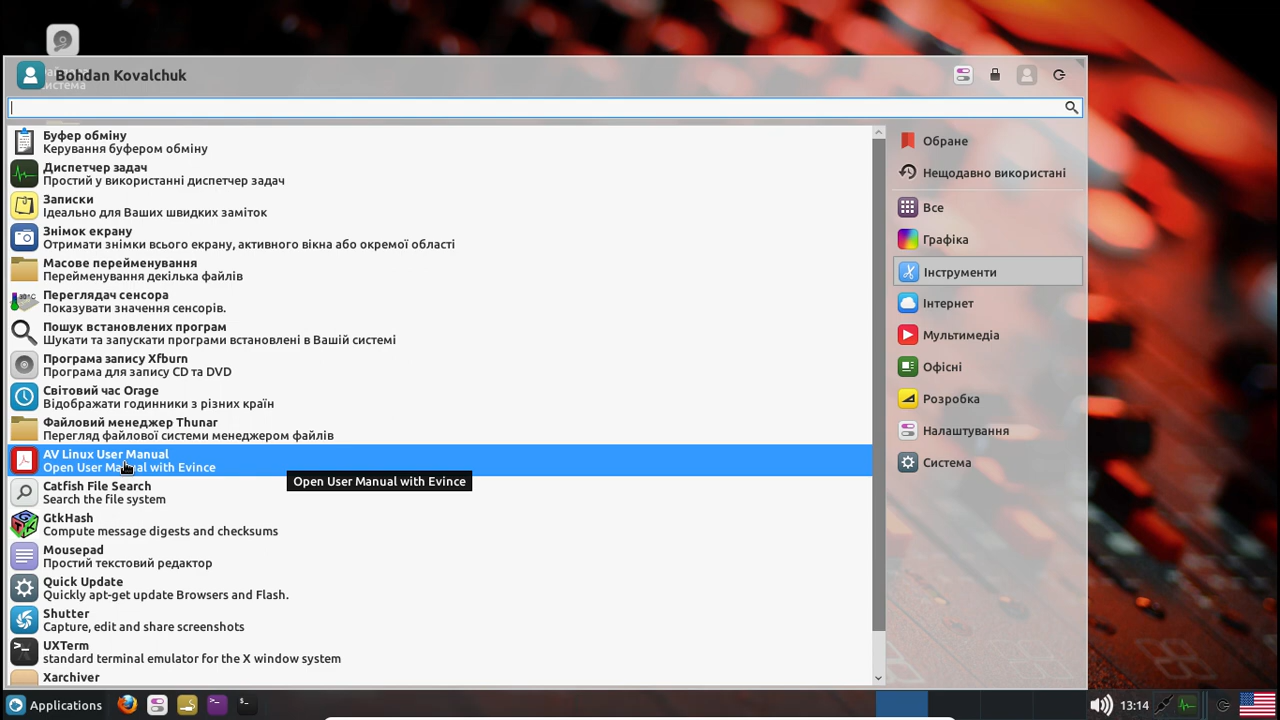 Bohdan Kovalchuk
Буфер обміну
Керування буфером обміну
Диспетчер задач
Простий у використанні диспетчер задач
Записки
Ідеально для Ваших швидких заміток
Знімок екрану
Отримати знімки всього екрану, активного вікна або окремої області
Масове перейменування
Перейменування декілька файлів
Переглядач сенсора
Показувати значення сенсорів.
Пошук встановлених програм
Шукати та запускати програми встановлені в Вашій системі
Програма запису Xfburn
Програма для запису CD та DVD
Світовий час Orage
Відображати годинники з різних країн
Файловий менеджер Thunar
Перегляд файлової системи менеджером файлів
AV Linux User Manual
Open User Manual with Evince
Open User Manual with Evince
Catfish File Search
Search the file system
GtkHash
Compute message digests and checksums
Mousepad
Простий текстовий редактор
Quick Update
Quickly apt-get update Browsers and Flash.
Shutter
Capture, edit and share screenshots
UXTerm
standard terminal emulator for the X window system
Xarchiver
Обране
Нещодавно використані
Все
Графіка
Інструменти
Інтернет
Мультимедіа
Офісні
Розробка
Налаштування
Система
Applications
13:14